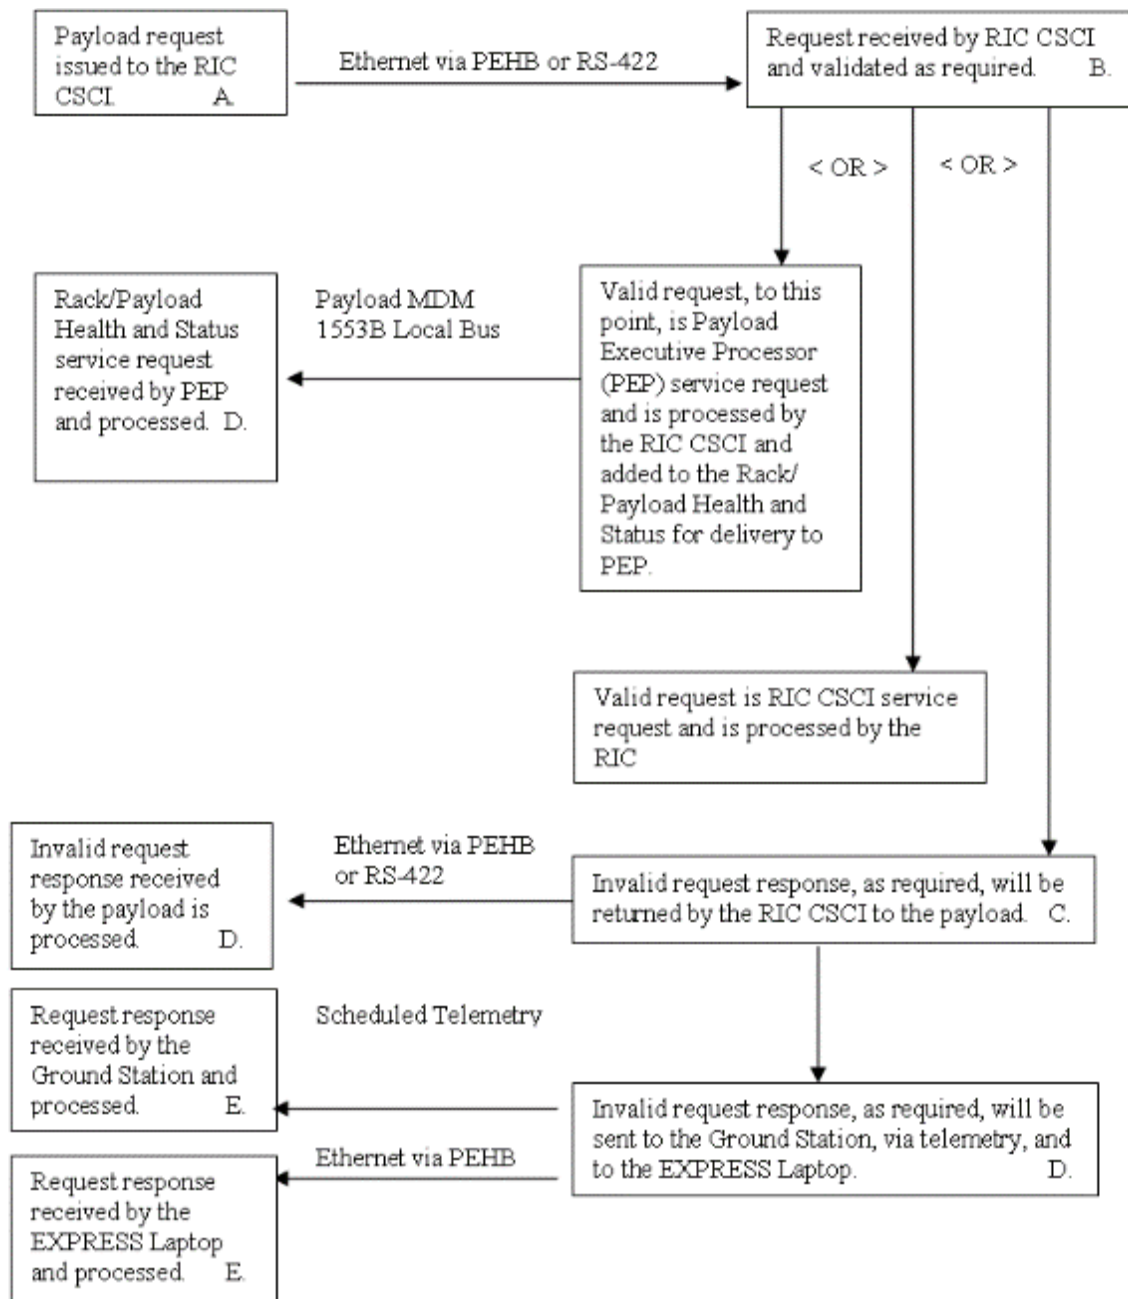 Payload request
issued to the RIC
CSCI. A.
Ethernet via PEHB or RS-422
Request received by RIC CSCI
and validated as required. B.
< OR >
< OR >
Rack/Payload
Health and Status
service request
received by PEP
and processed. D.
Payload MDM
1553B Local Bus
Valid request, to this
point, is Payload
Executive Processor
(PEP) service request
and is processed by
the RIC CSCI and
added to the Rack/
Payload Health and
Status for delivery to
PEP.
Valid request is RIC CSCI service
request and is processed by the
RIC
Invalid request
response received
by the payload is
processed. D.
Ethernet via PEHB
or RS-422
Invalid request response, as required, will be
returned by the RIC CSCI to the payload. C.
Request response
received by the
Ground Station and
processed. E.
Scheduled Telemetry
Invalid request response, as required, will be
sent to the Ground Station, via telemetry, and
to the EXPRESS Laptop. D.
Ethernet via PEHB
Request response
received by the
EXPRESS Laptop
and processed. E.